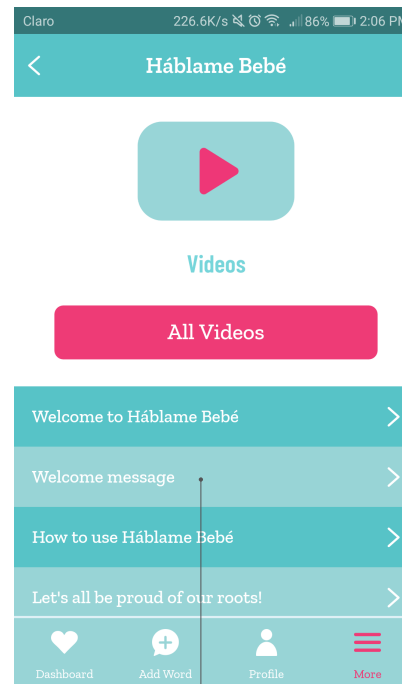 Claro 226.6K/s 86% 2:06 PM
Háblame Bebé
Videos
All Videos
Welcome to Háblame Bebé
Welcome message
How to use Háblame Bebé
Let's all be proud of our roots!
Dashboard Add Word Profile More